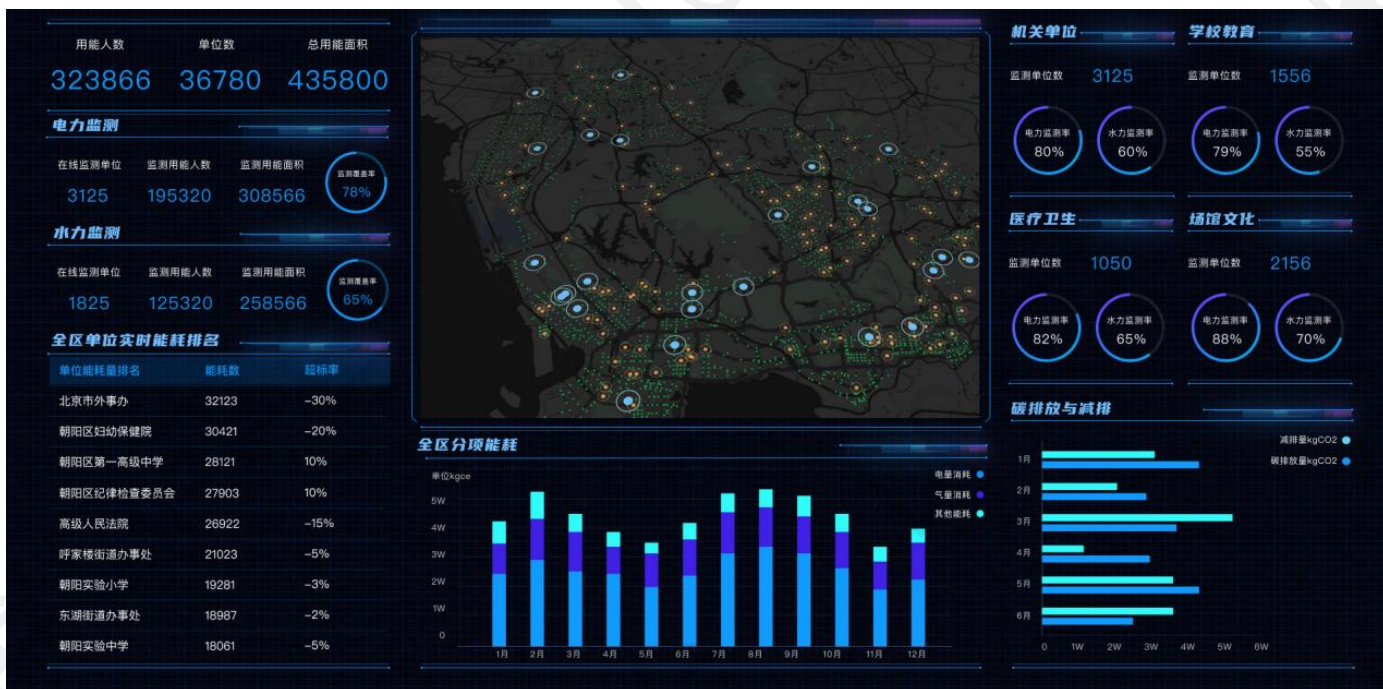 用能人数 单位数 总用能面积
323866 36780 435800
电力监测
在线监测单位 监测用能人数 监测用能面积 监测覆盖率
3125 195320 308566 78%
水力监测
在线监测单位 监测用能人数 监测用能面积 监测覆盖率
1825 125320 258566 65%
全区单位实时能耗排名
单位能耗量排名 能耗数 超标率
北京市外事办 32123 -30%
朝阳区妇幼保健院 30421 -20%
朝阳区第一高级中学 28121 10%
朝阳区纪律检查委员会 27903 10%
高级人民法院 26922 -15%
呼家楼街道办事处 21023 -5%
朝阳实验小学 19281 -3%
东湖街道办事处 18987 -2%
朝阳实验中学 18061 -5%
全区分项能耗
单位kgce
电量消耗
气量消耗
其他能耗
5W
4W
3W
2W
1W
0
1月 2月 3月 4月 5月 6月 7月 8月 9月 10月 11月 12月
机关单位 学校教育
监测单位数 3125 监测单位数 1556
电力监测率 水力监测率 电力监测率 水力监测率
80% 60% 79% 55%
医疗卫生 场馆文化
监测单位数 1050 监测单位数 2156
电力监测率 水力监测率 电力监测率 水力监测率
82% 65% 88% 70%
碳排放与减排
减排量kgCO2
碳排放量kgCO2
1月
2月
3月
4月
5月
6月
0 1W 2W 3W 4W 5W 6W